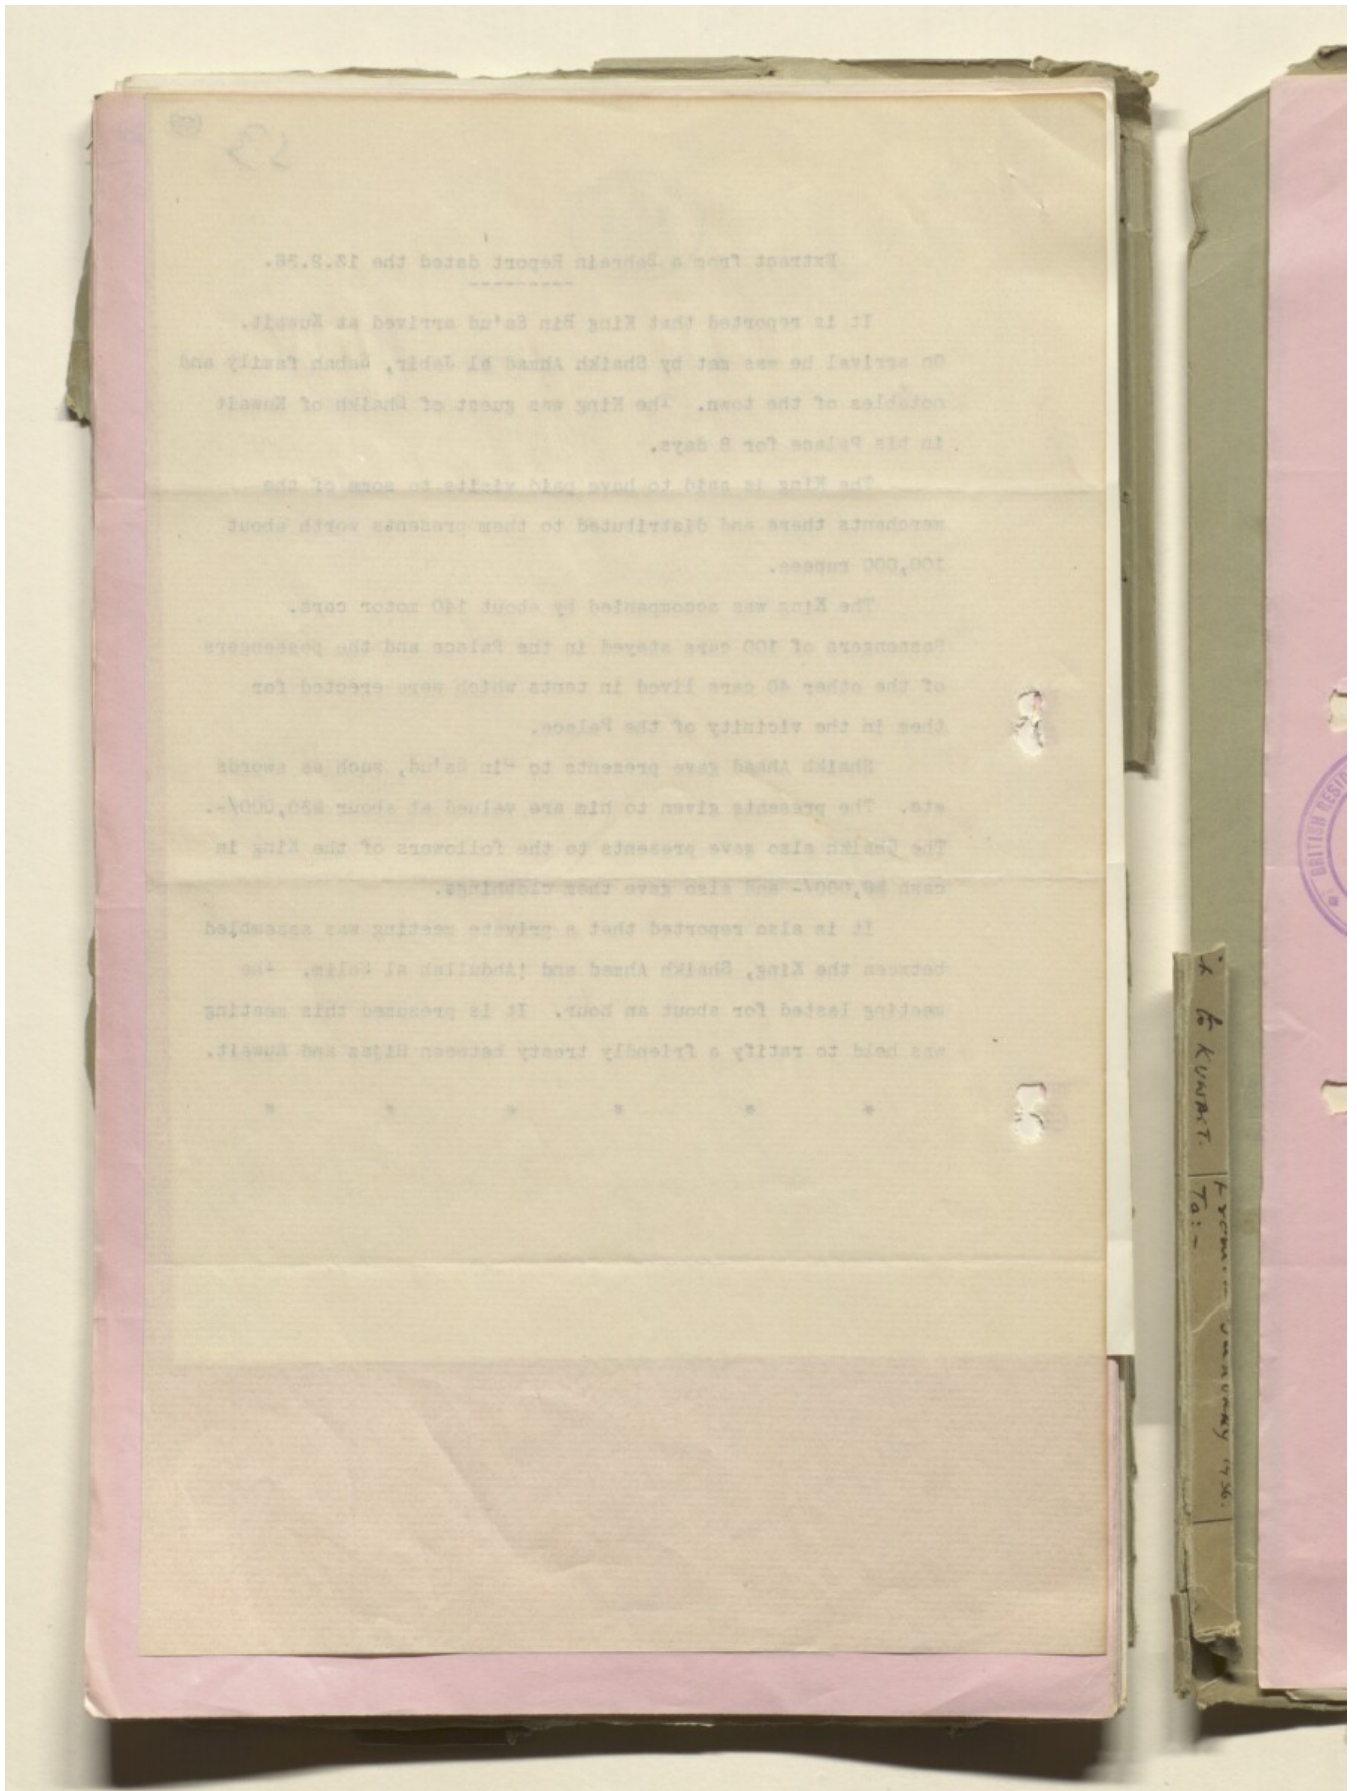 53
Extract from a Bahrein Report dated the 13.2.36.
---------
It is reported that King Bin Sa'ud arrived at Kuwait.
On arrival he was met by Shaikh Ahmad al Jabir, Subah family and
notables of the town. The King was guest of Shaikh of Kuwait
in his Palace for 8 days.
The King is said to have paid visits to some of the
merchants there and distributed to them presents worth about
100,000 rupees.
The King was accompanied by about 140 motor cars.
Passengers of 100 cars stayed in the Palace and the passengers
of the other 40 cars lived in tents which were erected for
them in the vicinity of the Palace.
Shaikh Ahmad gave presents to Bin Sa'ud, such as swords
etc. The presents given to him are valued at abour
The Shaikh also gave presents to the followers of the King in
cash and also gave them clothings.
It is also reported that a private meeting was assembled
between the King, Shaikh Ahmad and 'Abdullah al Salim. The
meeting lasted for about an hour. It is presumed this meeting
was held to ratify a friendly treaty between Hijaz and Kuwait.
* * * * * *
to KUWAIT.
From:- JANUARY 1936.
To:-
BRITISH RESID